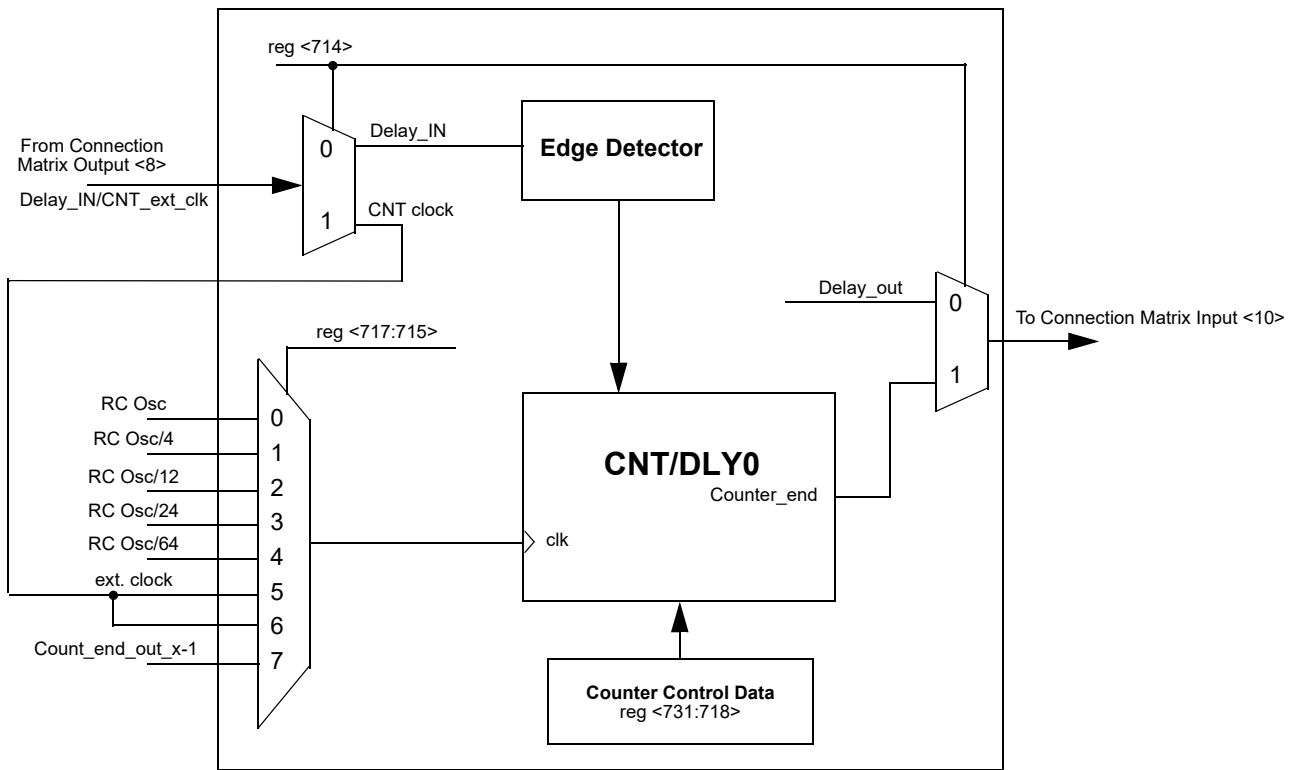 reg <714>
From Connection
Matrix Output <8>
Delay_IN/CNT_ext_clk
0
1
Delay_IN
CNT clock
Edge Detector
Delay_out
0
1
To Connection Matrix Input <10>
reg <717:715>
RC Osc
RC Osc/4
RC Osc/12
RC Osc/24
RC Osc/64
ext. clock
Count_end_out_x-1
0
1
2
3
4
5
6
7
CNT/DLY0
Counter_end
clk
Counter Control Data
reg <731:718>